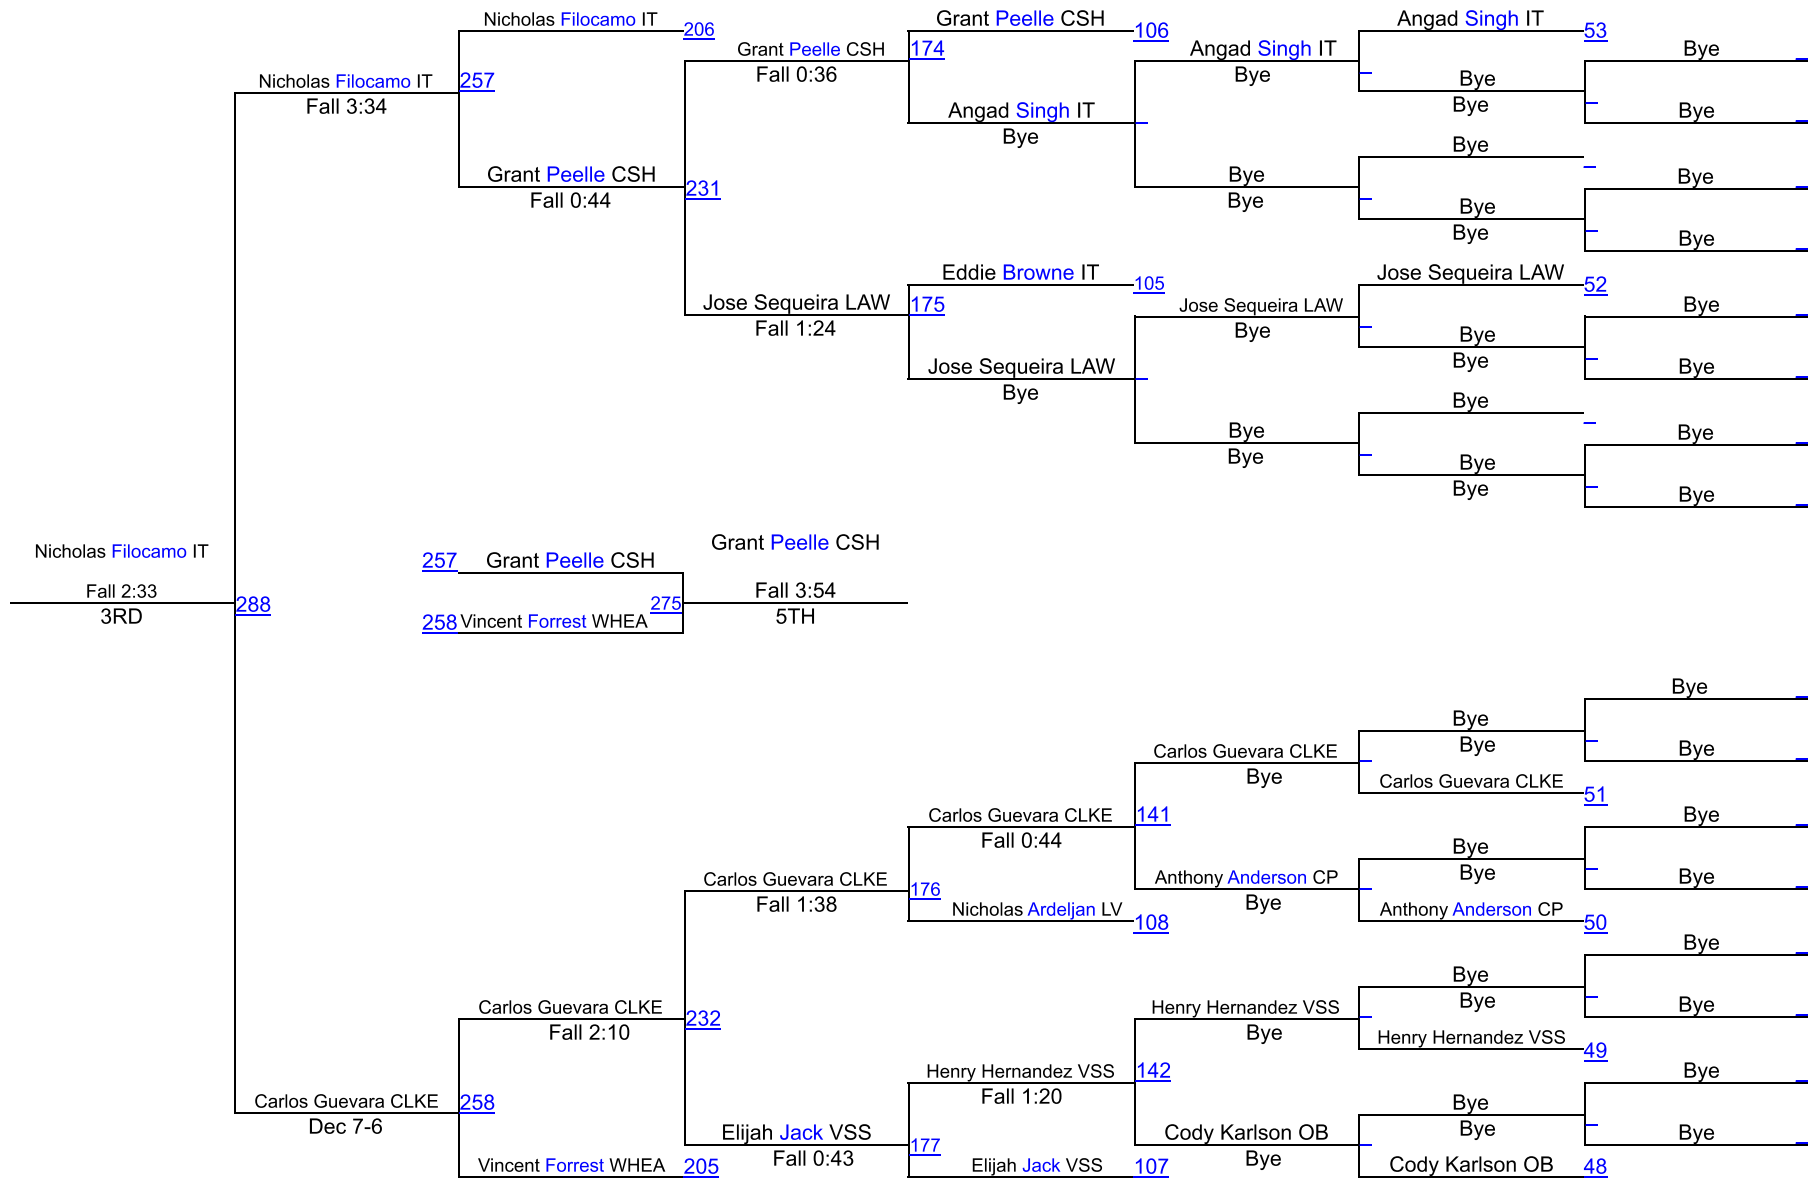 Nicholas Filocamo IT
206
Nicholas Filocamo IT
257
Fall 3:34
Grant Peelle CSH
Fall 0:44
231
Grant Peelle CSH
174
Fall 0:36
Jose Sequeira LAW
175
Fall 1:24
Grant Peelle CSH
106
Angad Singh IT
Bye
Eddie Browne IT
105
Jose Sequeira LAW
Bye
Angad Singh IT
Bye
Bye
Bye
Jose Sequeira LAW
Bye
Bye
Bye
Angad Singh IT
53
Bye
Bye
Bye
Bye
Bye
Jose Sequeira LAW
52
Bye
Bye
Bye
Bye
Bye
Bye
Bye
Bye
Bye
Bye
Bye
Bye
Bye
Nicholas Filocamo IT
Fall 2:33
288
3RD
257
Grant Peelle CSH
258
Vincent Forrest WHEA
275
Grant Peelle CSH
Fall 3:54
5TH
Carlos Guevara CLKE
258
Dec 7-6
Carlos Guevara CLKE
232
Fall 2:10
Vincent Forrest WHEA
205
Carlos Guevara CLKE
176
Fall 1:38
Elijah Jack VSS
177
Fall 0:43
Carlos Guevara CLKE
141
Fall 0:44
Nicholas Ardeljan LV
108
Henry Hernandez VSS
142
Fall 1:20
Elijah Jack VSS
107
Carlos Guevara CLKE
Bye
Anthony Anderson CP
Bye
Henry Hernandez VSS
Bye
Cody Karlson OB
Bye
Bye
Bye
Carlos Guevara CLKE
51
Bye
Bye
Anthony Anderson CP
50
Bye
Bye
Henry Hernandez VSS
49
Bye
Bye
Cody Karlson OB
48
Bye
Bye
Bye
Bye
Bye
Bye
Bye
Bye